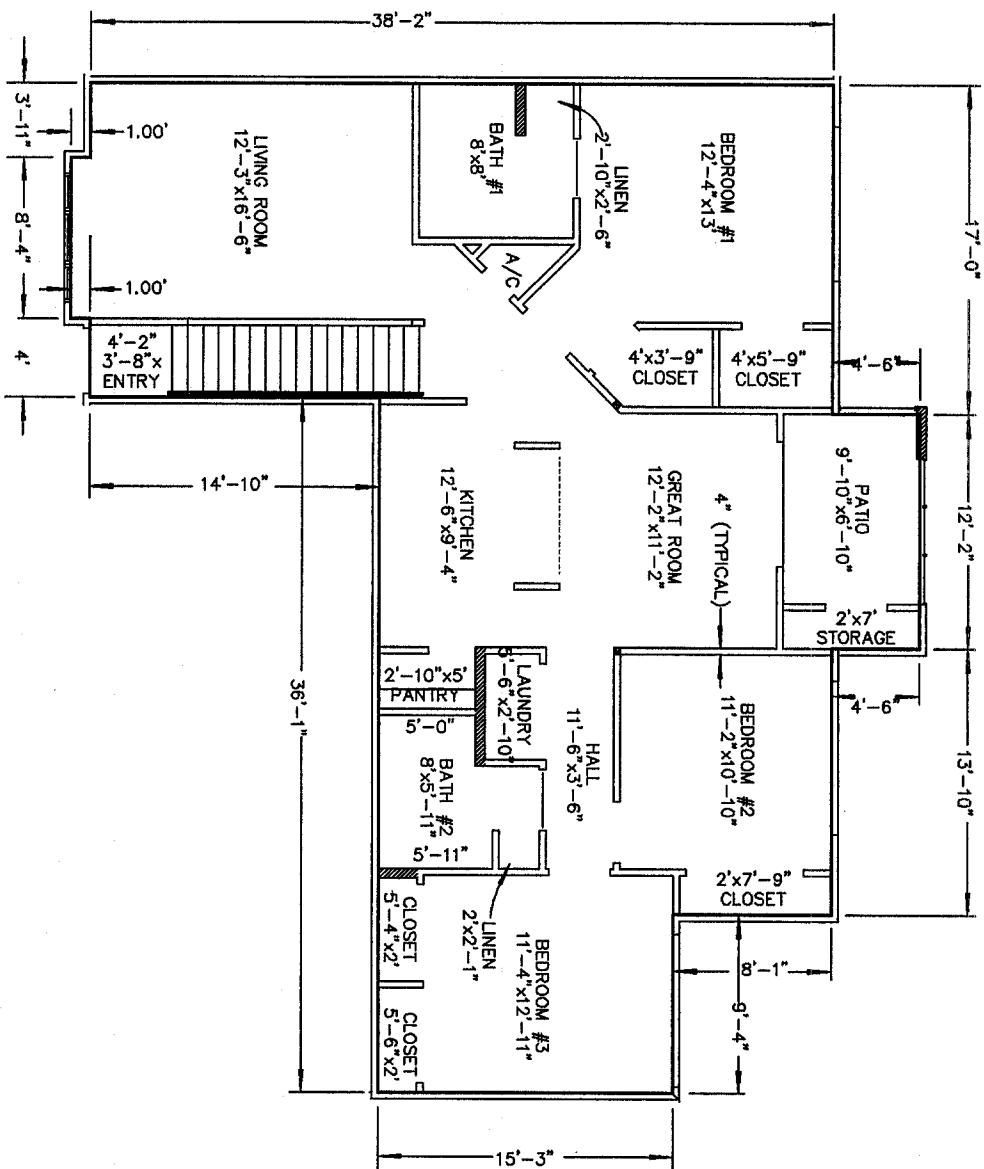 38'-2"
3'-11"
1.00'
8'-4"
1.00'
4'
LIVING ROOM
12'-3"x16'-6"
BATH #1
8'x8'
LINEN
2'-10"x2'-6"
BEDROOM #1
12'-4"x13'
17'-0"
A/C
4'-2"
3'-8"x
ENTRY
4'x3'-9"
CLOSET
4'x5'-9"
CLOSET
4'-6"
14'-10"
KITCHEN
12'-6"x9'-4"
GREAT ROOM
12'-2"x11'-2"
4" (TYPICAL)
PATIO
9'-10"x6'-10"
12'-2"
2'x7'
STORAGE
36'-1"
2'-10"x5'
PANTRY
LAUNDRY
5'-6"x2'-10"
HALL
11'-6"x3'-6"
BEDROOM #2
11'-2"x10'-10"
4'-6"
13'-10"
5'-0"
BATH #2
8'x5'-11"
5'-11"
2'x7'-9"
CLOSET
LINEN
2'x2'-1"
CLOSET
5'-4"x2'
CLOSET
5'-6"x2'
BEDROOM #3
11'-4"x12'-11"
8'-1"
9'-4"
15'-3"